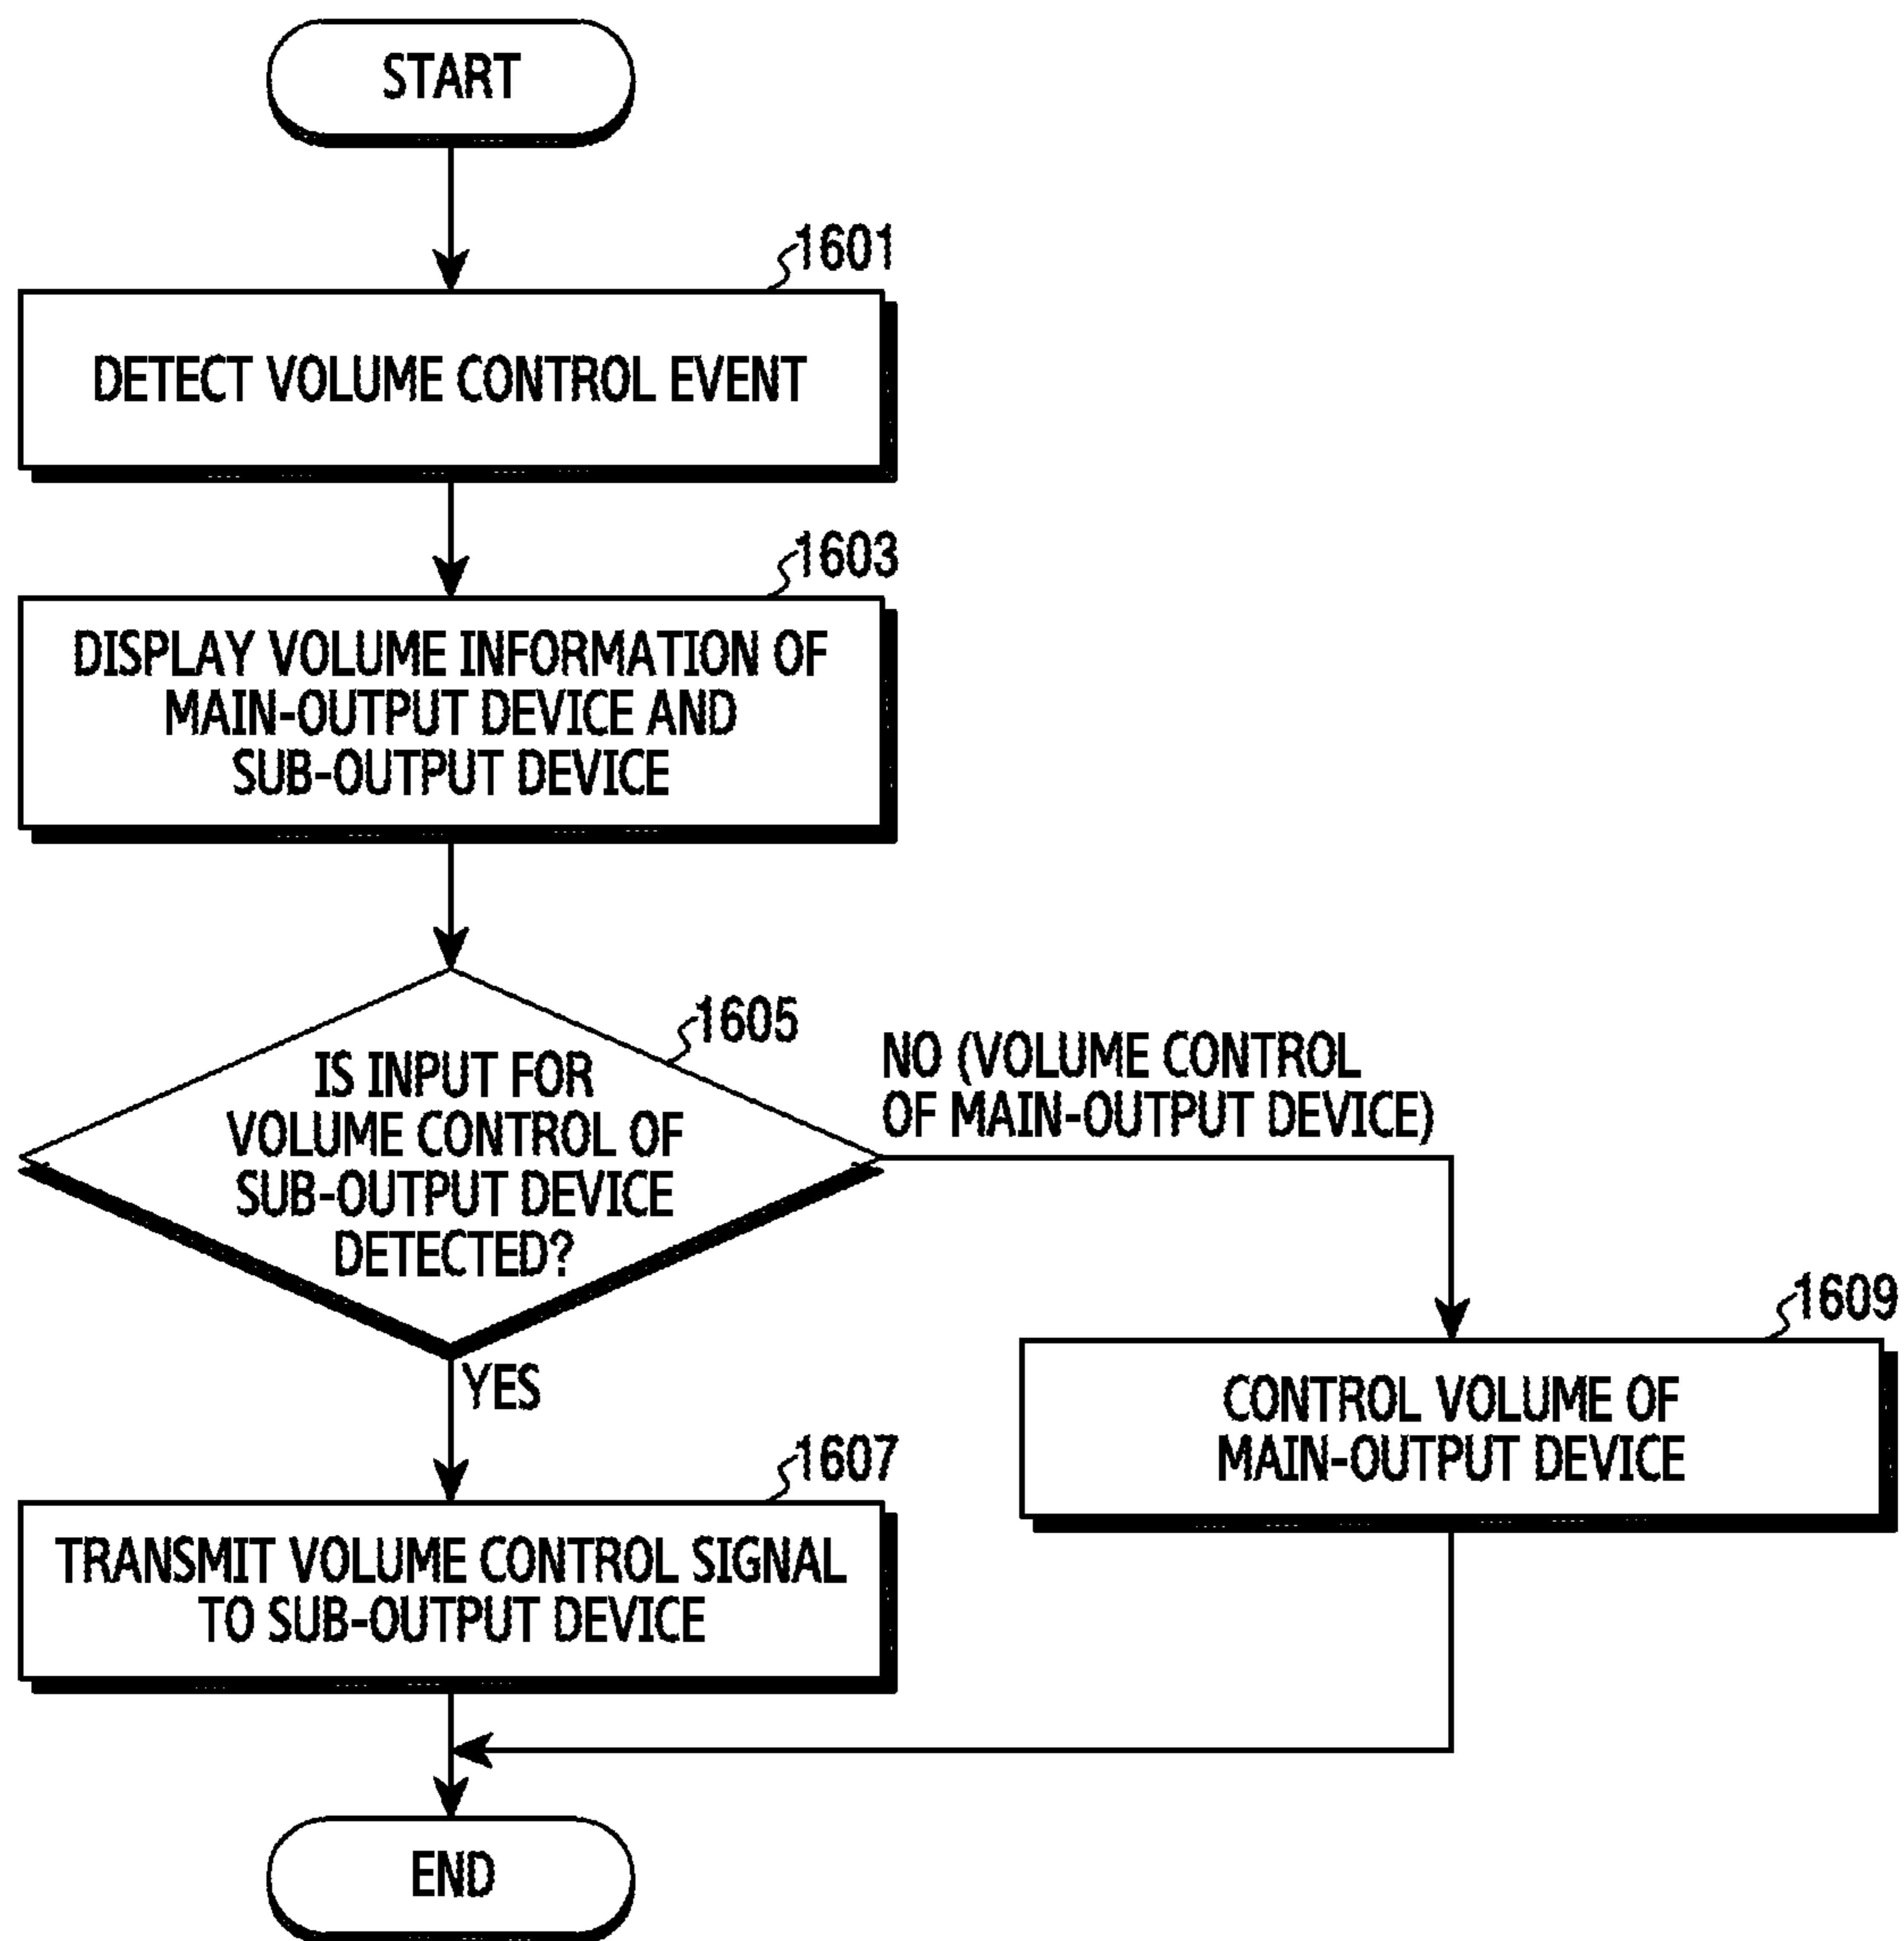 START
1601
DETECT VOLUME CONTROL EVENT
1603
DISPLAY VOLUME INFORMATION OF
MAIN-OUTPUT DEVICE AND
SUB-OUTPUT DEVICE
1605
IS INPUT FOR
VOLUME CONTROL OF
SUB-OUTPUT DEVICE
DETECTED?
NO (VOLUME CONTROL
OF MAIN-OUTPUT DEVICE)
YES
1609
CONTROL VOLUME OF
MAIN-OUTPUT DEVICE
1607
TRANSMIT VOLUME CONTROL SIGNAL
TO SUB-OUTPUT DEVICE
END